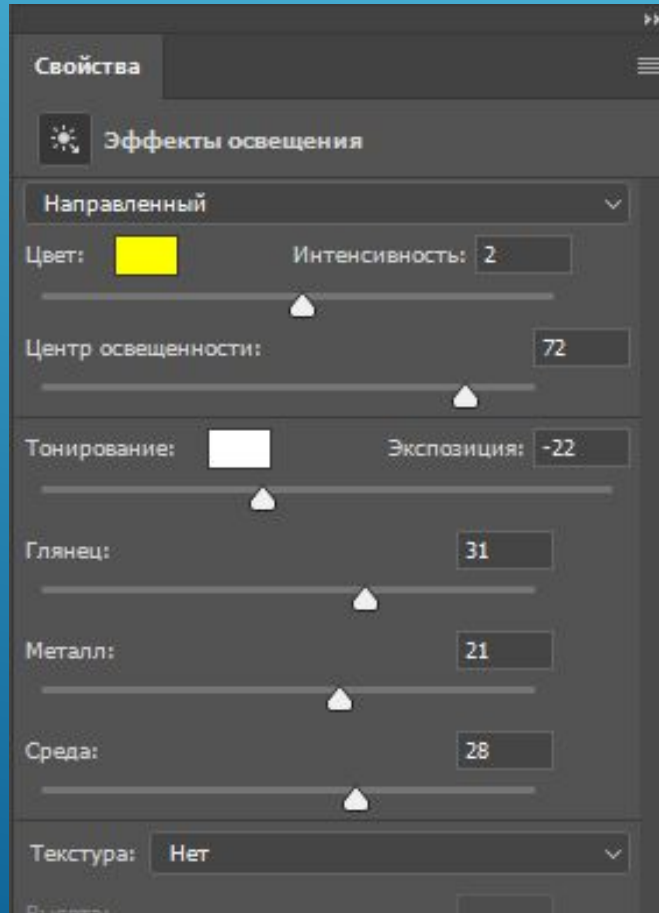 Свойства
Эффекты освещения
Направленный
Цвет: Интенсивность: 2
Центр освещенности: 72
Тонирование: Экспозиция: -22
Глянец: 31
Металл: 21
Среда: 28
Текстура: Нет